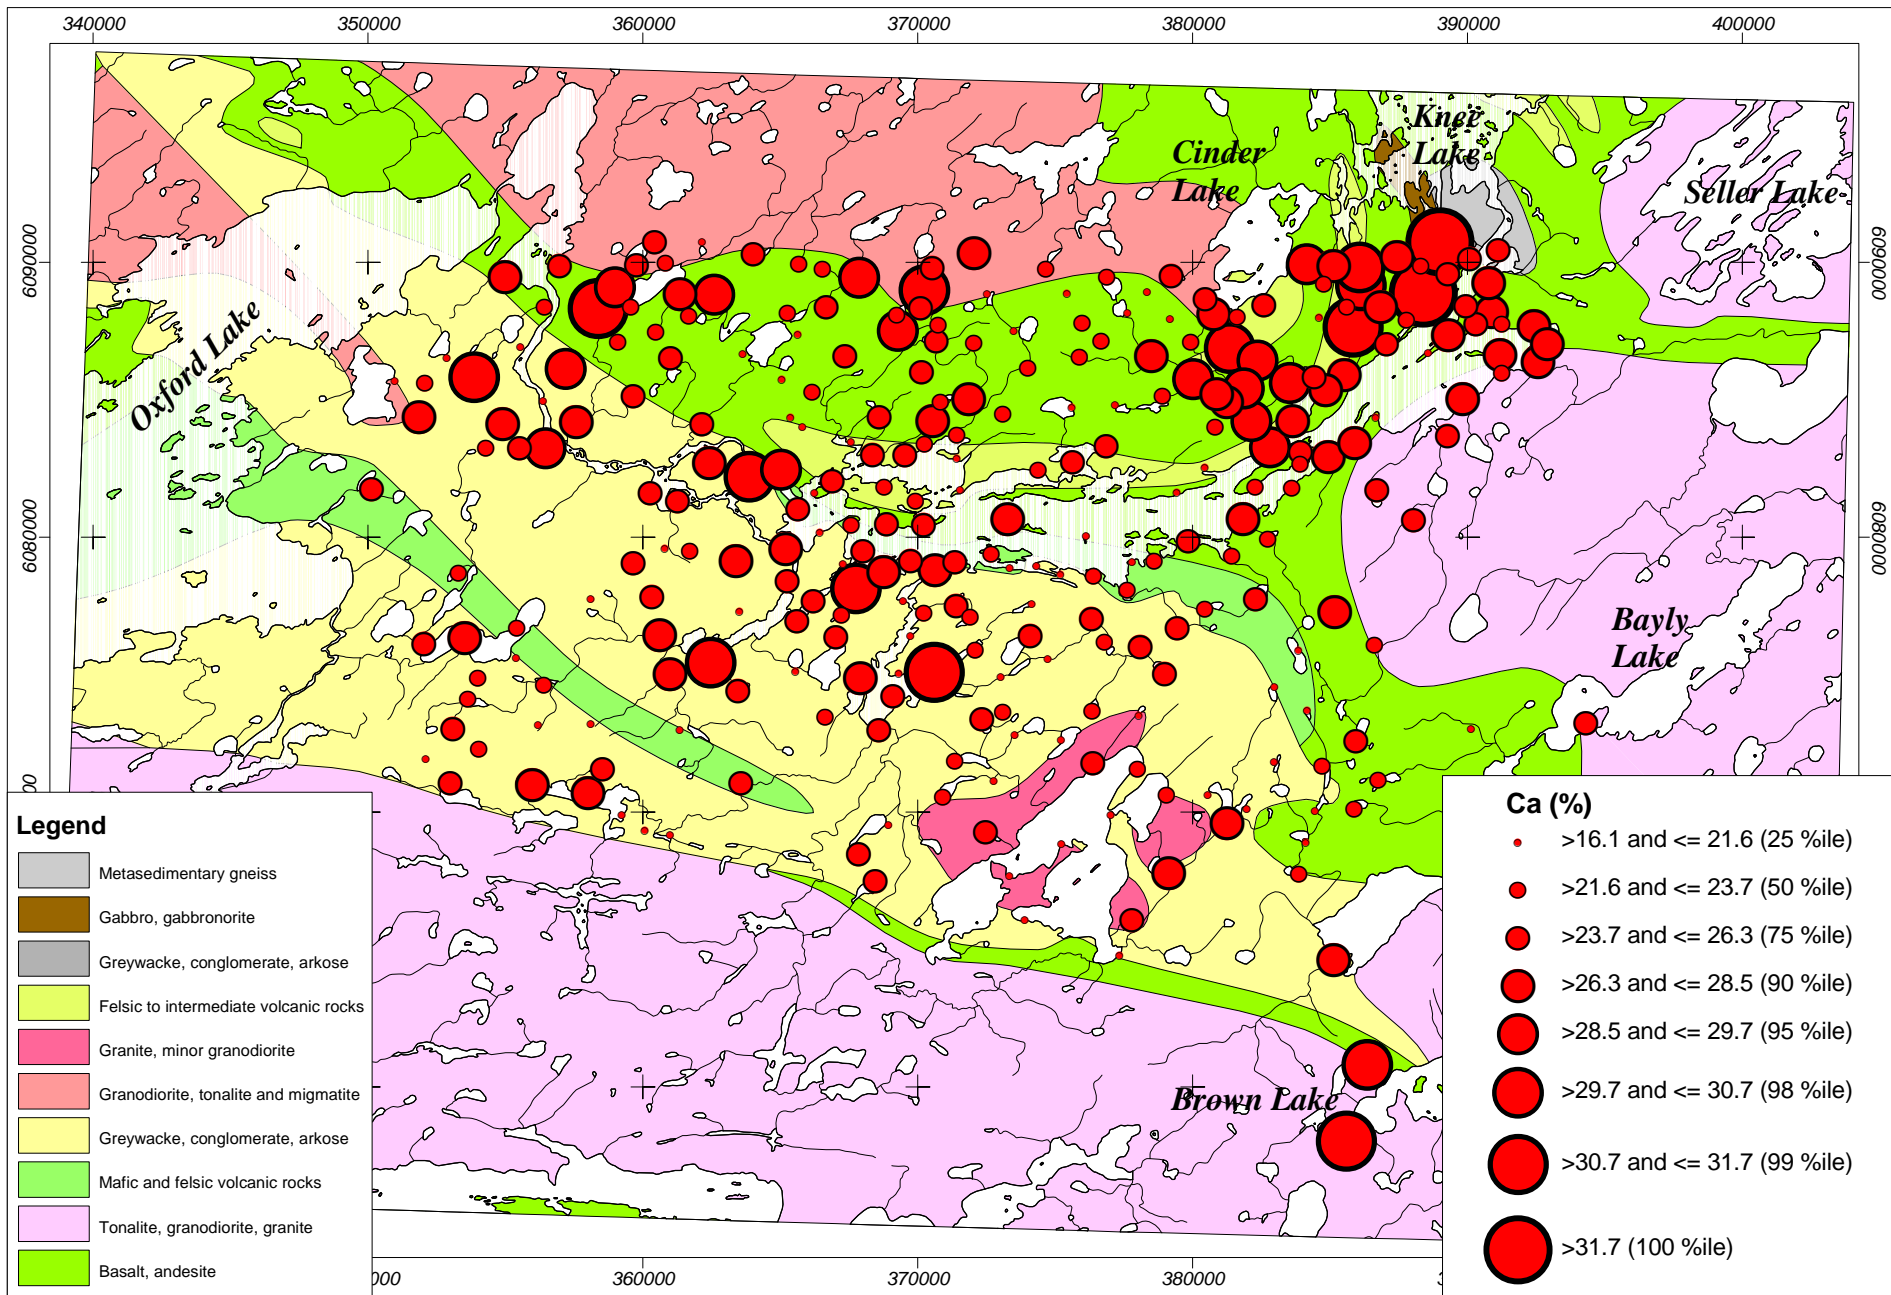 340000 350000 360000 370000 380000 390000 400000
Knee
Lake
Cinder
Lake
Seller Lake
6090000
6090000
Oxford Lake
6080000
6080000
Bayly
Lake
Brown Lake
Legend
Metasedimentary gneiss
Gabbro, gabbronorite
Greywacke, conglomerate, arkose
Felsic to intermediate volcanic rocks
Granite, minor granodiorite
Granodiorite, tonalite and migmatite
Greywacke, conglomerate, arkose
Mafic and felsic volcanic rocks
Tonalite, granodiorite, granite
Basalt, andesite
Ca (%)
>16.1 and <= 21.6 (25 %ile)
>21.6 and <= 23.7 (50 %ile)
>23.7 and <= 26.3 (75 %ile)
>26.3 and <= 28.5 (90 %ile)
>28.5 and <= 29.7 (95 %ile)
>29.7 and <= 30.7 (98 %ile)
>30.7 and <= 31.7 (99 %ile)
>31.7 (100 %ile)
360000 370000 380000